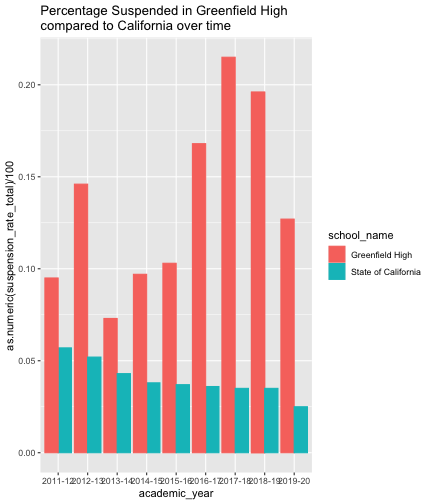 Percentage Suspended in Greenfield High
compared to California over time
as.numeric(suspension_rate_total)/100
0.20
0.15
0.10
0.05
0.00
2011-12 2012-13 2013-14 2014-15 2015-16 2016-17 2017-18 2018-19 2019-20
academic_year
school_name
Greenfield High
State of California